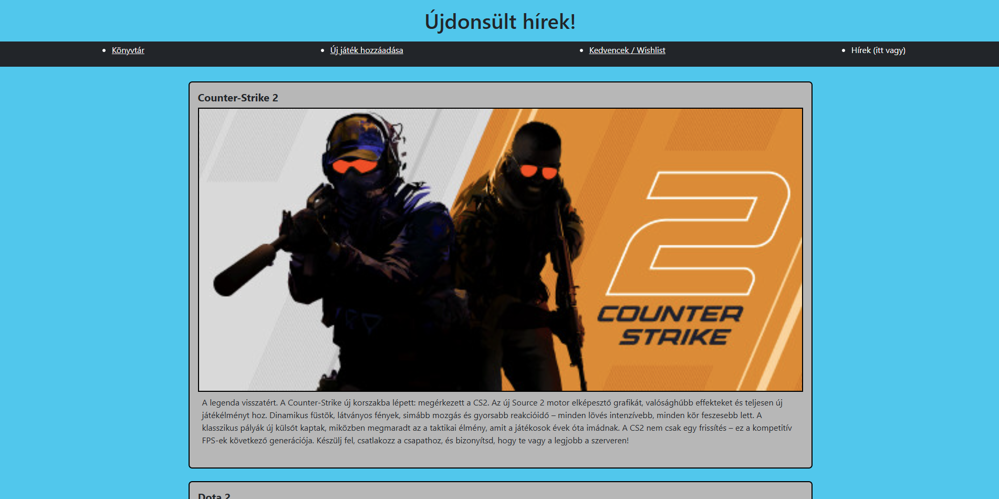 Újdonsült hírek!
Könyvtár
Új játék hozzáadása
Kedvencek / Wishlist
Hírek (itt vagy)
Counter-Strike 2
2
COUNTER
STRIKE
A legenda visszatért. A Counter-Strike új korszakba lépett: megérkezett a CS2. Az új Source 2 motor elképesztő grafikát, valósághűbb effekteket és teljesen új
játékélményt hoz. Dinamikus füstök, látványos fények, simább mozgás és gyorsabb reakcióidő – minden lövés intenzívebb, minden kör feszesebb lett. A
klasszikus pályák új külsőt kaptak, miközben megmaradt az a taktikai élmény, amit a játékosok évek óta imádnak. A CS2 nem csak egy frissítés – ez a kompetitív
FPS-ek következő generációja. Készülj fel, csatlakozz a csapathoz, és bizonyítsd, hogy te vagy a legjobb a szerveren!
Dota 2